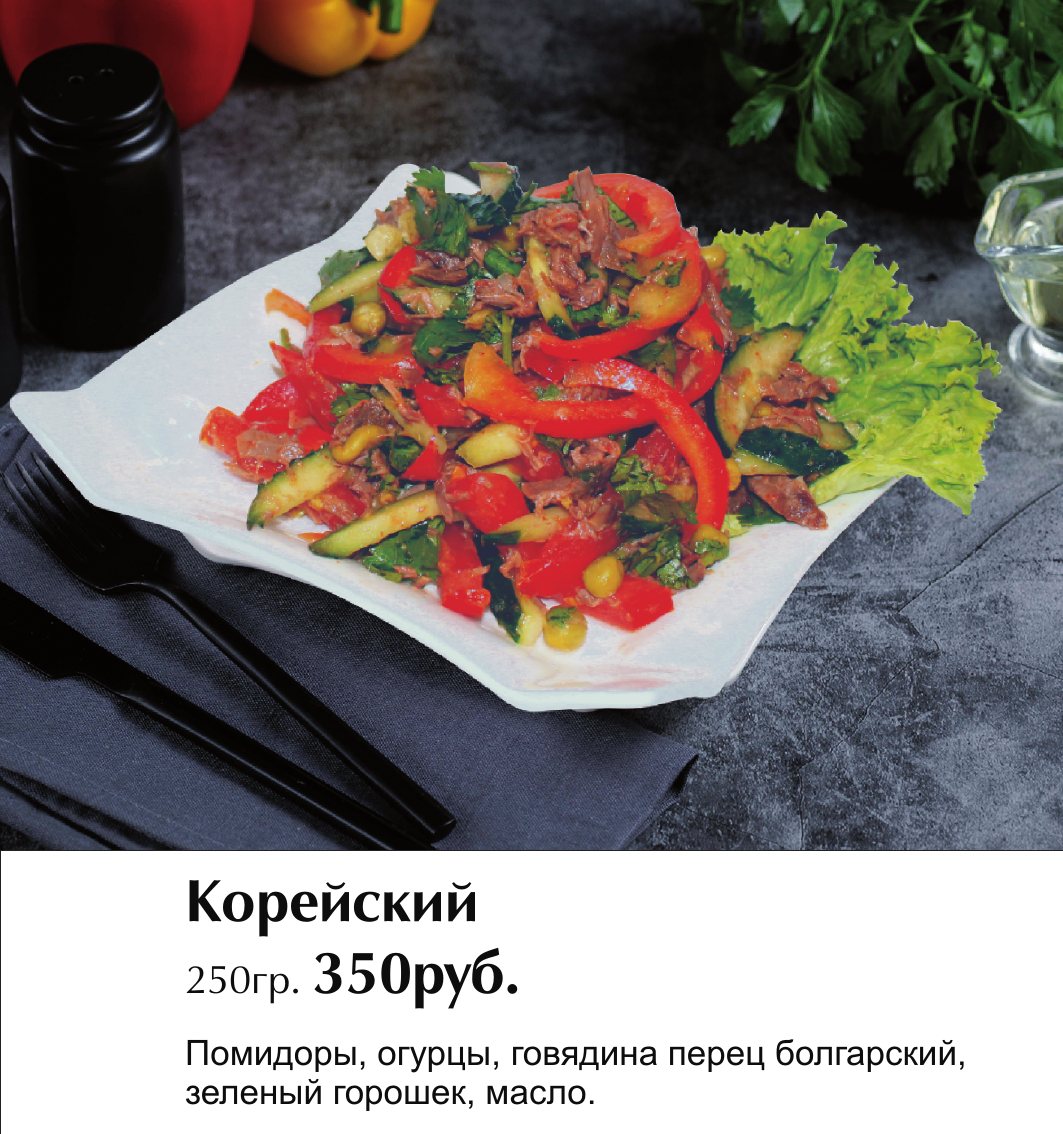 Корейский
250гр. 350руб.
Помидоры, огурцы, говядина перец болгарский,
зеленый горошек, масло.